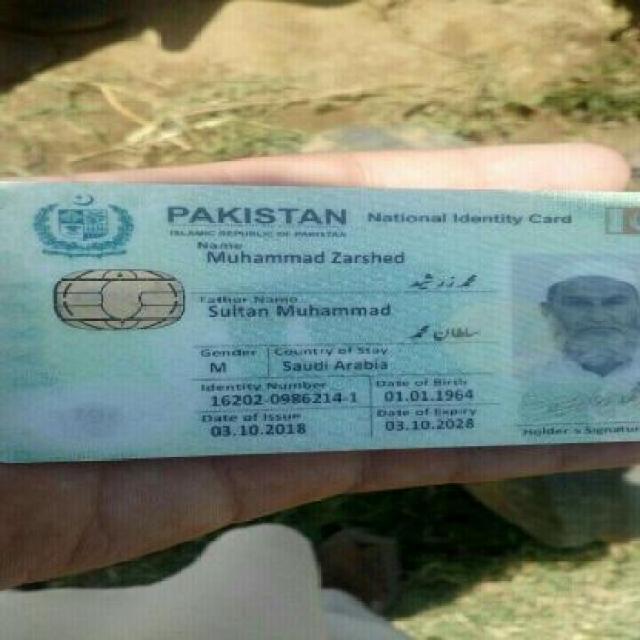 PAKISTAN National Identity Card
ISLAMIC REPUBLIC OF PAKISTAN
Name
Muhammad Zarshed
محمد زرشید
Father Name
Sultan Muhammad
سلطان محمد
Gender Country of Stay
M Saudi Arabia
Identity Number Date of Birth
16202-0986214-1 01.01.1964
Date of Issue Date of Expiry
03.10.2018 03.10.2028
Holder's Signature